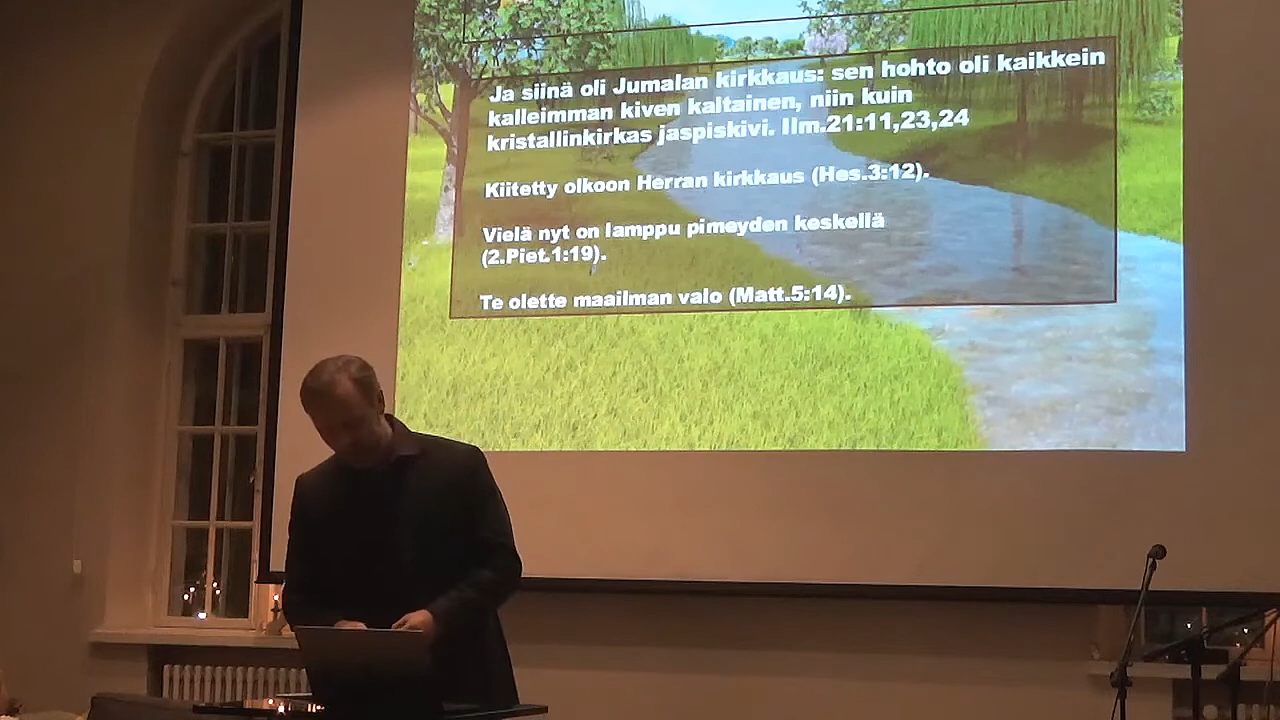 Ja siinä oli Jumalan kirkkaus: sen hohto oli kaikkein
kalleimman kiven kaltainen, niin kuin
kristallinkirkas jaspiskivi. Ilm.21:11,23,24
Kiitetty olkoon Herran kirkkaus (Hes.3:12).
Vielä nyt on lamppu pimeyden keskellä
(2.Piet.1:19).
Te olette maailman valo (Matt.5:14).